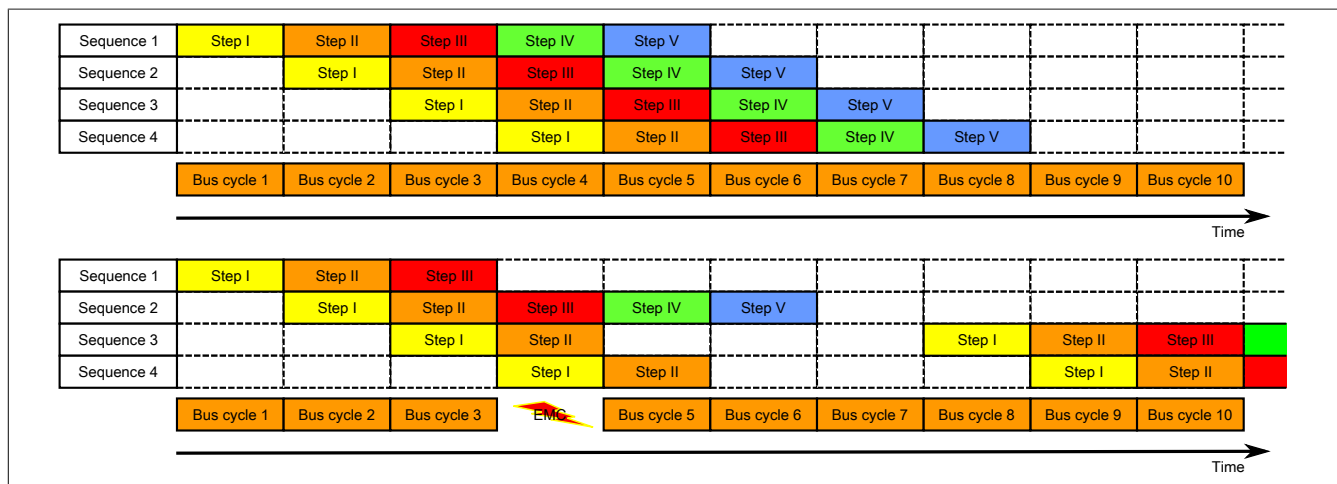 Sequence 1 Step I Step II Step III Step IV Step V
Sequence 2 Step I Step II Step III Step IV Step V
Sequence 3 Step I Step II Step III Step IV Step V
Sequence 4 Step I Step II Step III Step IV Step V
Bus cycle 1 Bus cycle 2 Bus cycle 3 Bus cycle 4 Bus cycle 5 Bus cycle 6 Bus cycle 7 Bus cycle 8 Bus cycle 9 Bus cycle 10
Time
Sequence 1 Step I Step II Step III
Sequence 2 Step I Step II Step III Step IV Step V
Sequence 3 Step I Step II Step I Step II Step III
Sequence 4 Step I Step II Step I Step II
Bus cycle 1 Bus cycle 2 Bus cycle 3 EMC Bus cycle 5 Bus cycle 6 Bus cycle 7 Bus cycle 8 Bus cycle 9 Bus cycle 10
Time